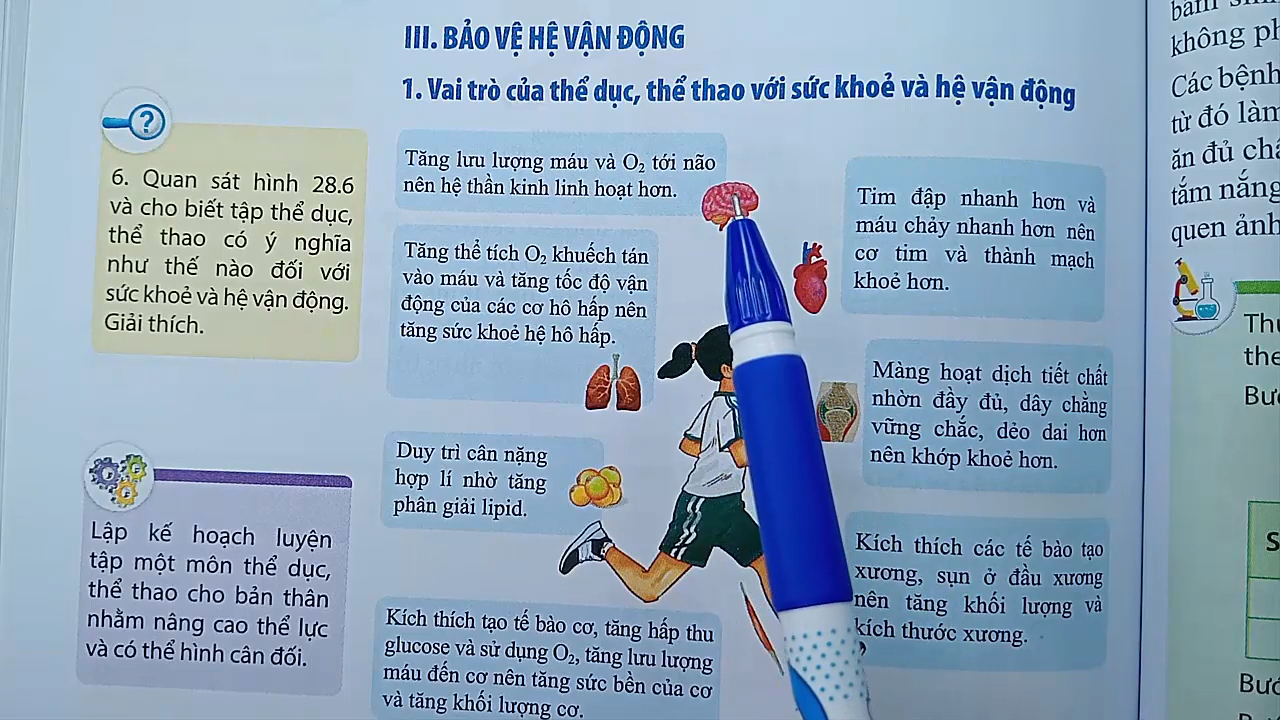 III. BẢO VỆ HỆ VẬN ĐỘNG
1. Vai trò của thể dục, thể thao với sức khoẻ và hệ vận động
?
6. Quan sát hình 28.6
và cho biết tập thể dục,
thể thao có ý nghĩa
như thế nào đối với
sức khoẻ và hệ vận động.
Giải thích.
Lập kế hoạch luyện
tập một môn thể dục,
thể thao cho bản thân
nhằm nâng cao thể lực
và có thể hình cân đối.
Tăng lưu lượng máu và O₂ tới não
nên hệ thần kinh linh hoạt hơn.
Tăng thể tích O₂ khuếch tán
vào máu và tăng tốc độ vận
động của các cơ hô hấp nên
tăng sức khoẻ hệ hô hấp.
Duy trì cân nặng
hợp lí nhờ tăng
phân giải lipid.
Kích thích tạo tế bào cơ, tăng hấp thu
glucose và sử dụng O₂, tăng lưu lượng
máu đến cơ nên tăng sức bền của cơ
và tăng khối lượng cơ.
Tim đập nhanh hơn và
máu chảy nhanh hơn nên
cơ tim và thành mạch
khoẻ hơn.
Màng hoạt dịch tiết chất
nhờn đầy đủ, dây chằng
vững chắc, dẻo dai hơn
nên khớp khoẻ hơn.
Kích thích các tế bào tạo
xương, sụn ở đầu xương
nên tăng khối lượng và
kích thước xương.
không
Các bệnh
từ đó làm
ăn đủ
tắm nắng
quen ảnh